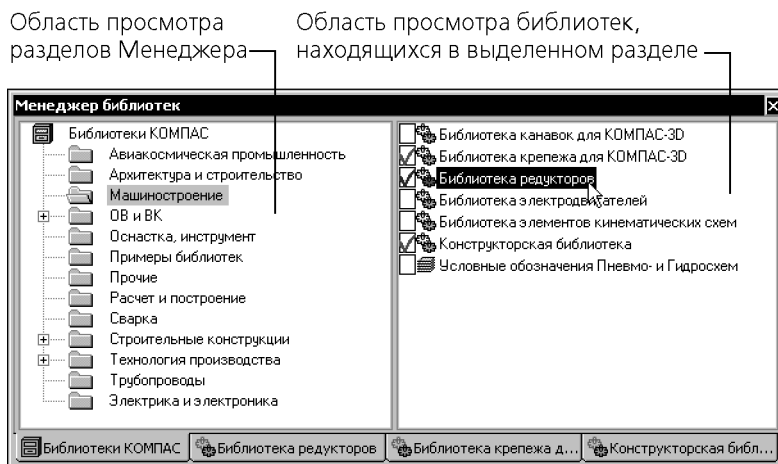 Область просмотра
разделов Менеджера
Область просмотра библиотек,
находящихся в выделенном разделе
Менеджер библиотек
Библиотеки КОМПАС
Авиакосмическая промышленность
Архитектура и строительство
Машиностроение
ОВ и ВК
Оснастка, инструмент
Примеры библиотек
Прочие
Расчет и построение
Сварка
Строительные конструкции
Технология производства
Трубопроводы
Электрика и электроника
Библиотека канавок для КОМПАС-3D
Библиотека крепежа для КОМПАС-3D
Библиотека редукторов
Библиотека электродвигателей
Библиотека элементов кинематических схем
Конструкторская библиотека
Условные обозначения Пневмо- и Гидросхем
Библиотеки КОМПАС
Библиотека редукторов
Библиотека крепежа д...
Конструкторская библ...